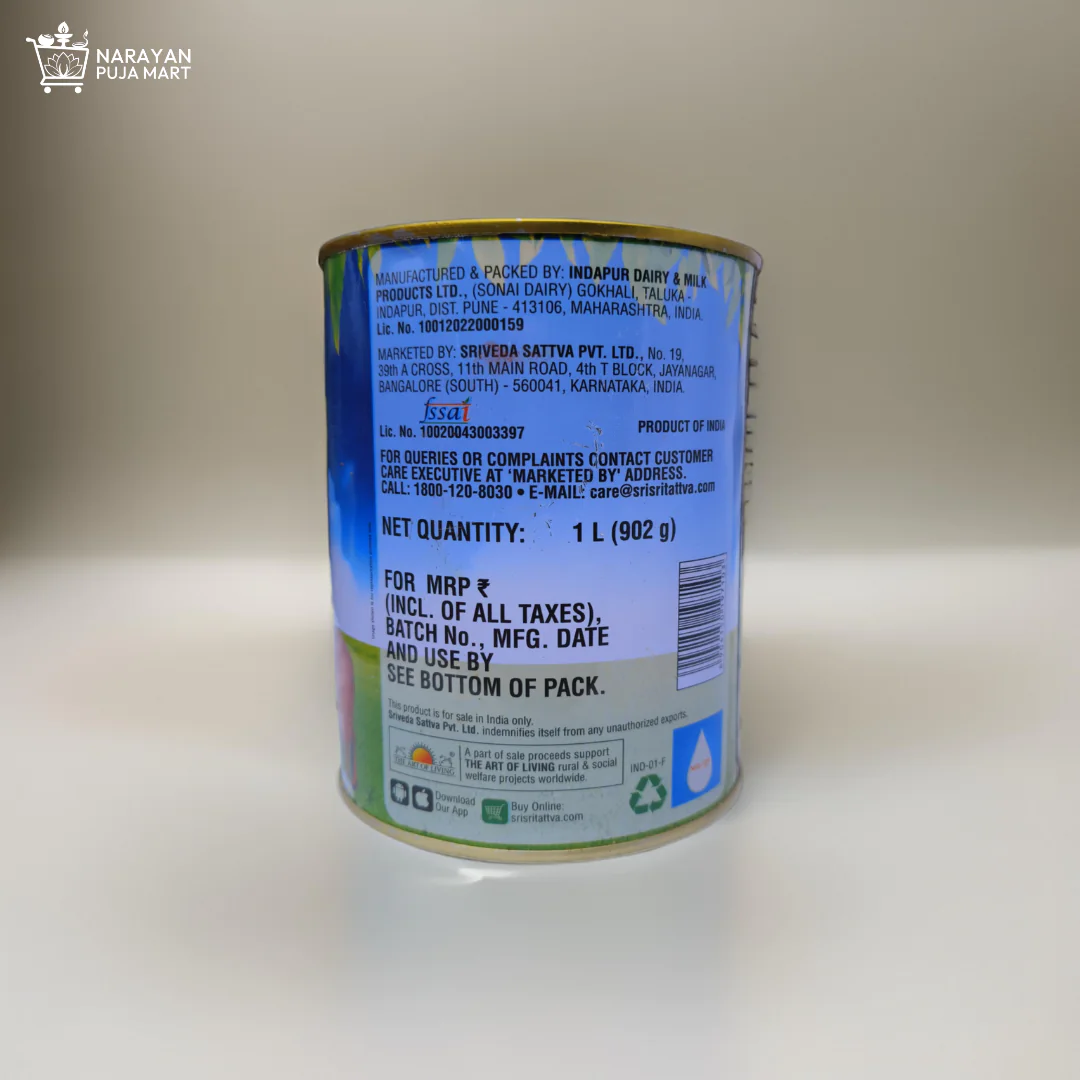 NARAYAN
PUJA MART
MANUFACTURED & PACKED BY: INDAPUR DAIRY & MILK
PRODUCTS LTD., (SONAI DAIRY) GOKHALI, TALUKA -
INDAPUR, DIST. PUNE - 413106, MAHARASHTRA, INDIA.
Lic. No. 10012022000159
MARKETED BY: SRIVEDA SATTVA PVT. LTD., No. 19,
39th A CROSS, 11th MAIN ROAD, 4th T BLOCK, JAYANAGAR,
BANGALORE (SOUTH) - 560041, KARNATAKA, INDIA.
fssai
Lic. No. 10020043003397
PRODUCT OF INDIA
FOR QUERIES OR COMPLAINTS CONTACT CUSTOMER
CARE EXECUTIVE AT 'MARKETED BY' ADDRESS.
CALL: 1800-120-8030 • E-MAIL: care@srisritattva.com
NET QUANTITY: 1 L (902 g)
FOR MRP ₹
(INCL. OF ALL TAXES),
BATCH No., MFG. DATE
AND USE BY
SEE BOTTOM OF PACK.
This product is for sale in India only.
Sriveda Sattva Pvt. Ltd. indemnifies itself from any unauthorized exports.
THE ART OF LIVING
A part of sale proceeds support
THE ART OF LIVING rural & social
welfare projects worldwide.
IND-01-F
Download
Our App
Buy Online:
srisritattva.com